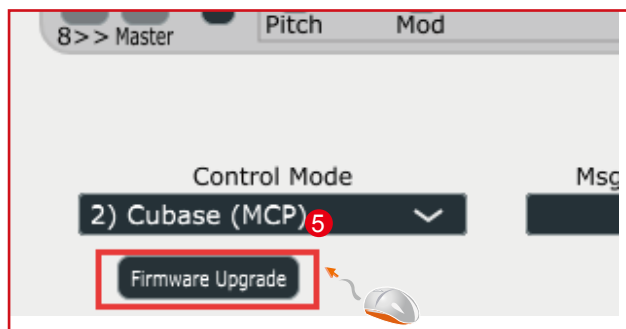 Pitch Mod
8>> Master
Control Mode Msg
2) Cubase (MCP) 5
Firmware Upgrade